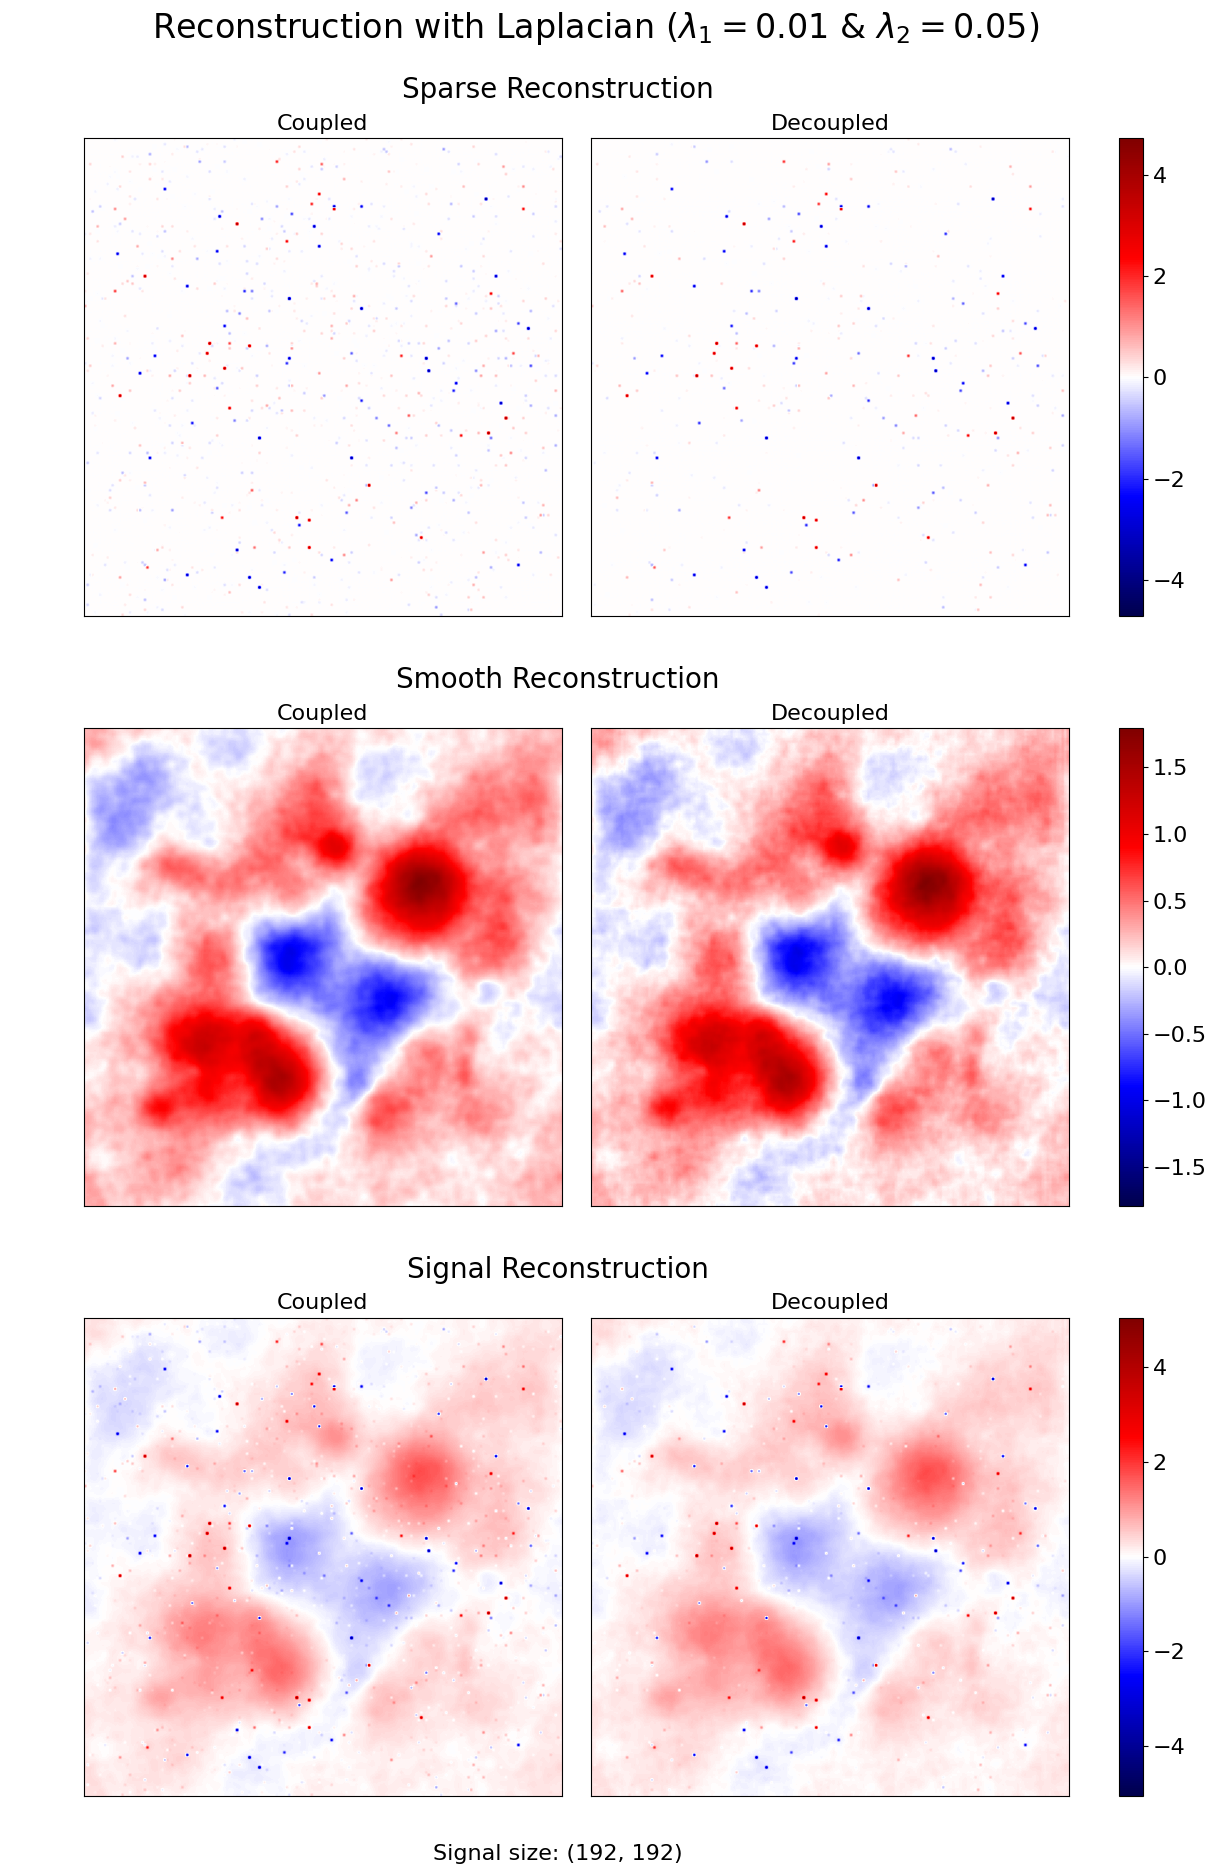 Reconstruction with Laplacian (λ₁ = 0.01 & λ₂ = 0.05)
Sparse Reconstruction
Coupled Decoupled
4
2
0
−2
−4
Smooth Reconstruction
Coupled Decoupled
1.5
1.0
0.5
0.0
−0.5
−1.0
−1.5
Signal Reconstruction
Coupled Decoupled
4
2
0
−2
−4
Signal size: (192, 192)